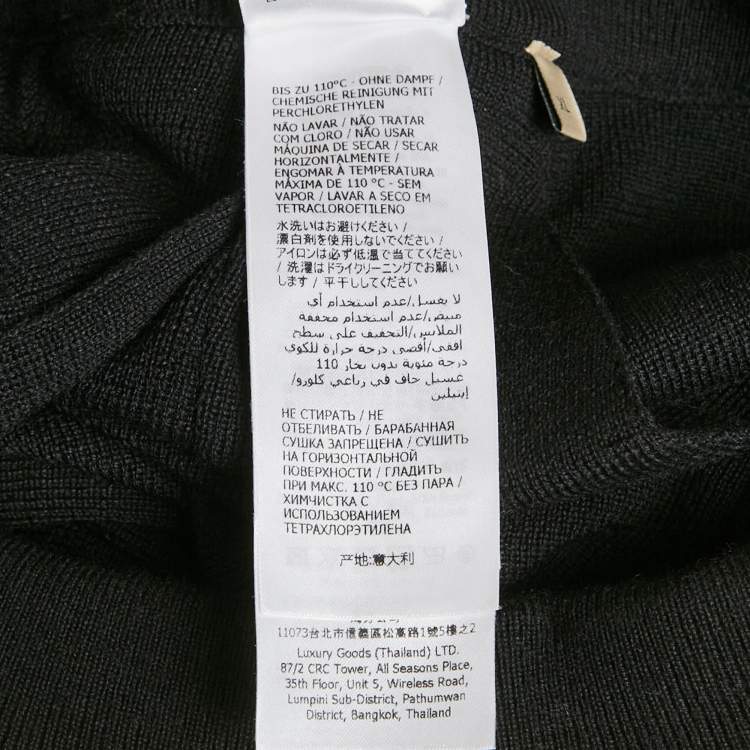 BIS ZU 110°C - OHNE DAMPF /
CHEMISCHE REINIGUNG MIT
PERCHLORETHYLEN
NÃO LAVAR / NÃO TRATAR
COM CLORO / NÃO USAR
MÁQUINA DE SECAR / SECAR
HORIZONTALMENTE /
ENGOMAR À TEMPERATURA
MÁXIMA DE 110 °C - SEM
VAPOR / LAVAR A SECO EM
TETRACLOROETILENO
水洗いはお避けください /
漂白剤を使用しないでください /
アイロンは必ず低温で当ててください
/ 洗濯はドライクリーニングでお願い
します / 平干ししてください
لا يغسل/عدم استخدام أي
مبيض/عدم استخدام مجففة
الملابس/التجفيف على سطح
افقي/أقصى درجة حرارة للكوي
110 درجة مئوية بدون بخار
/غسيل جاف في رباعي كلورو
إيثيلين
НЕ СТИРАТЬ / НЕ
ОТБЕЛИВАТЬ / БАРАБАННАЯ
СУШКА ЗАПРЕЩЕНА / СУШИТЬ
НА ГОРИЗОНТАЛЬНОЙ
ПОВЕРХНОСТИ / ГЛАДИТЬ
ПРИ МАКС. 110 °C БЕЗ ПАРА /
ХИМЧИСТКА С
ИСПОЛЬЗОВАНИЕМ
ТЕТРАХЛОРЭТИЛЕНА
产地:意大利
11073台北市信義區松高路1號5樓之2
Luxury Goods (Thailand) LTD.
87/2 CRC Tower, All Seasons Place,
35th Floor, Unit 5, Wireless Road,
Lumpini Sub-District, Pathumwan
District, Bangkok, Thailand